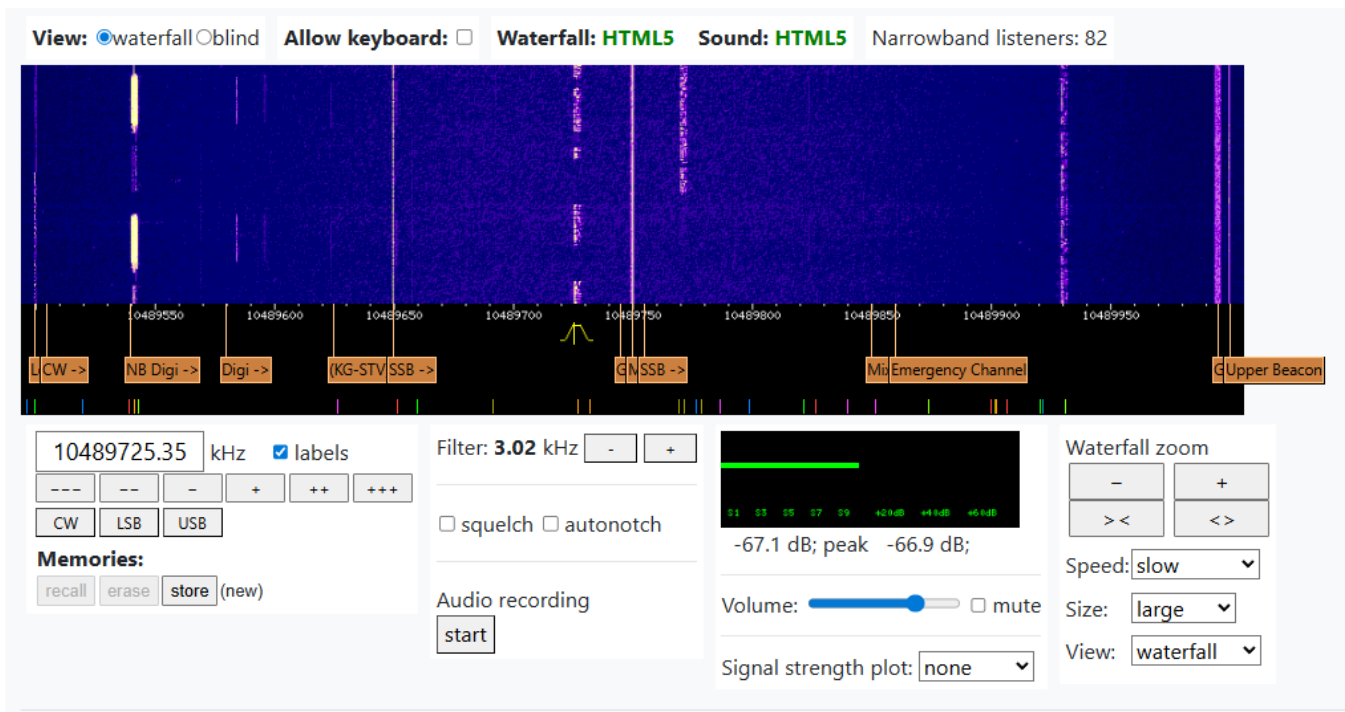 View: waterfall blind Allow keyboard: Waterfall: HTML5 Sound: HTML5 Narrowband listeners: 82
10489550 10489600 10489650 10489700 10489750 10489800 10489850 10489900 10489950
CW -> NB Digi -> Digi -> (KG-STV SSB -> G M SSB -> Mix Emergency Channel G Upper Beacon
10489725.35 kHz labels
--- -- - + ++ +++
CW LSB USB
Memories:
recall erase store (new)
Filter: 3.02 kHz - +
squelch autonotch
Audio recording
start
S1 S3 S5 S7 S9 +20dB +40dB +60dB
-67.1 dB; peak -66.9 dB;
Volume: mute
Signal strength plot: none
Waterfall zoom
− +
> < <>
Speed: slow
Size: large
View: waterfall